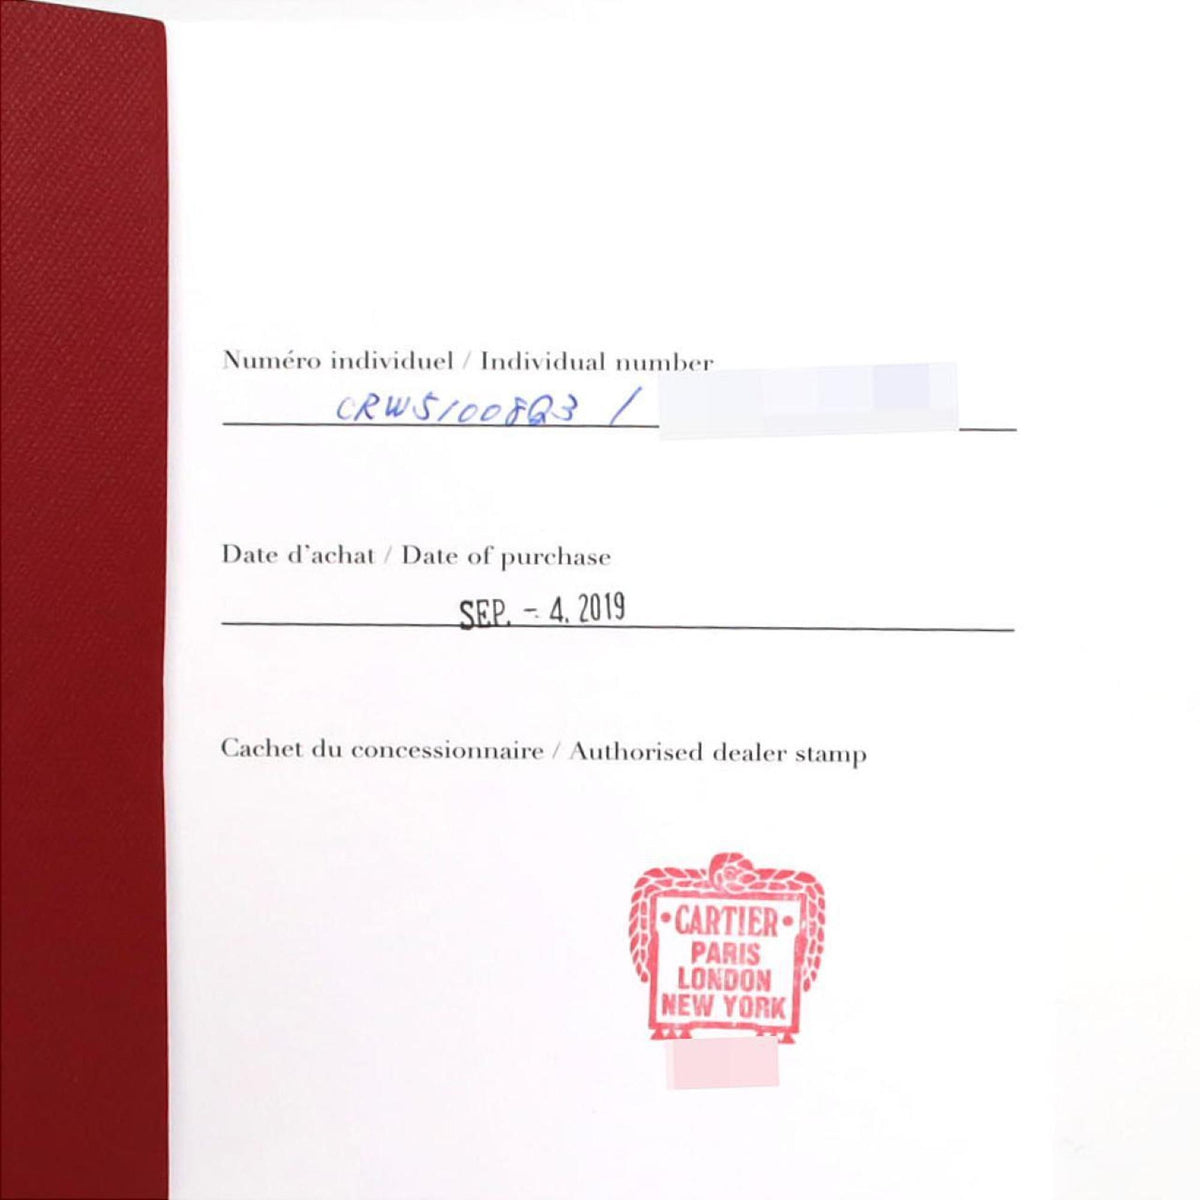 Numéro individuel / Individual number
CRW51008Q3 /
Date d'achat / Date of purchase
SEP. - 4. 2019
Cachet du concessionnaire / Authorised dealer stamp
• CARTIER •
PARIS
LONDON
NEW YORK